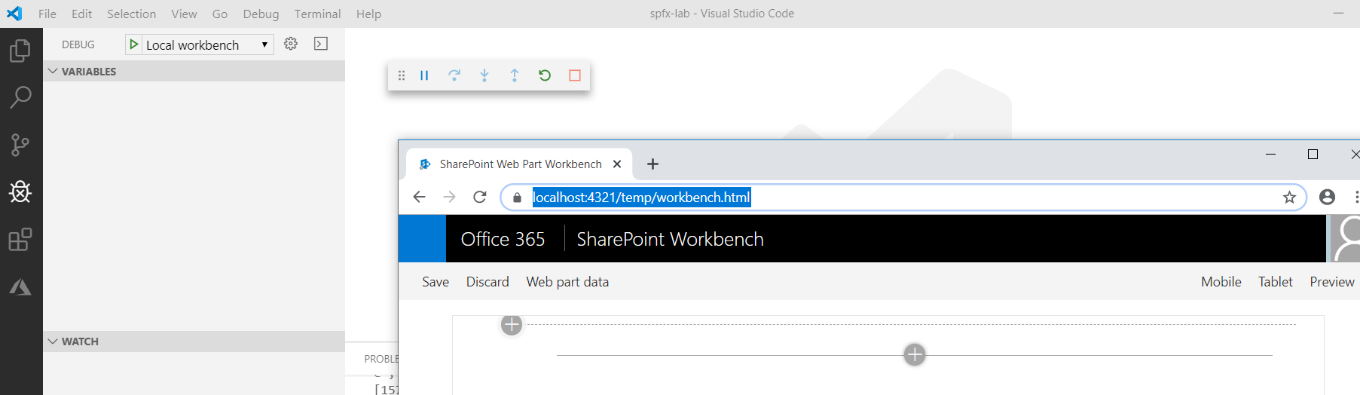 File Edit Selection View Go Debug Terminal Help spfx-lab - Visual Studio Code
DEBUG Local workbench
VARIABLES
SharePoint Web Part Workbench
localhost:4321/temp/workbench.html
Office 365 SharePoint Workbench
Save Discard Web part data Mobile Tablet Preview
WATCH
PROBLE
[157